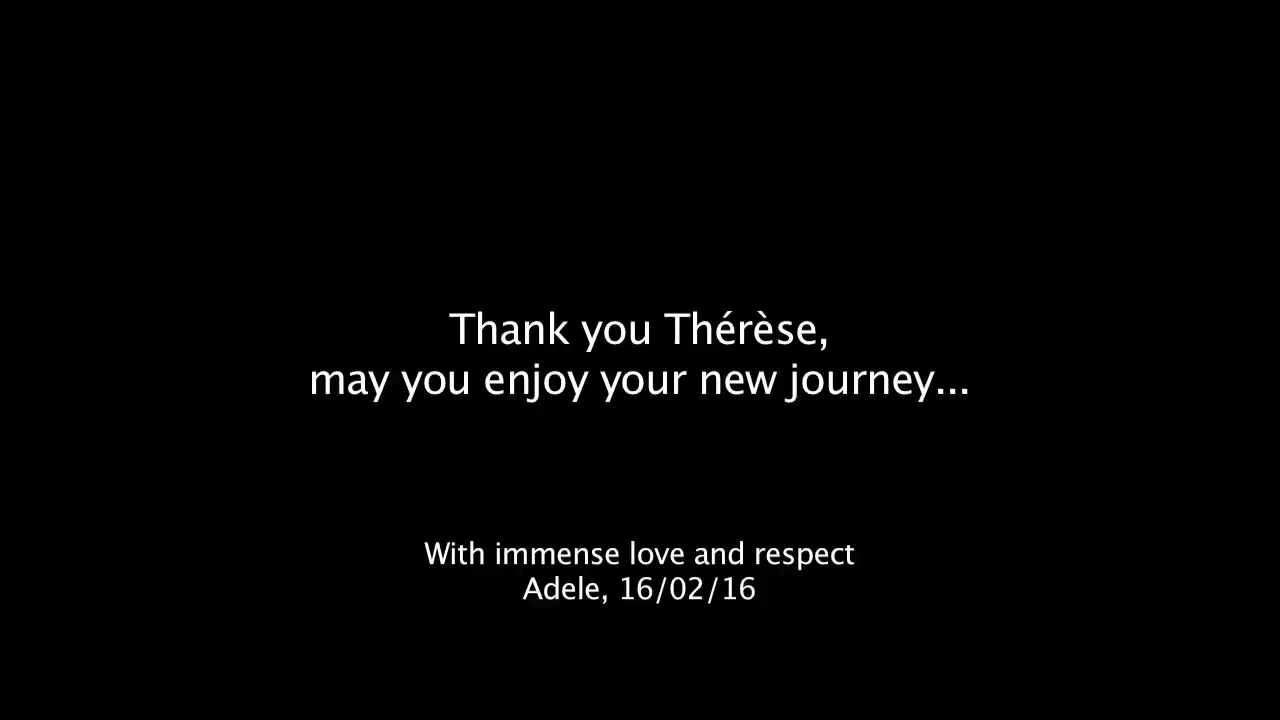 Thank you Thérèse,
may you enjoy your new journey...
With immense love and respect
Adele, 16/02/16